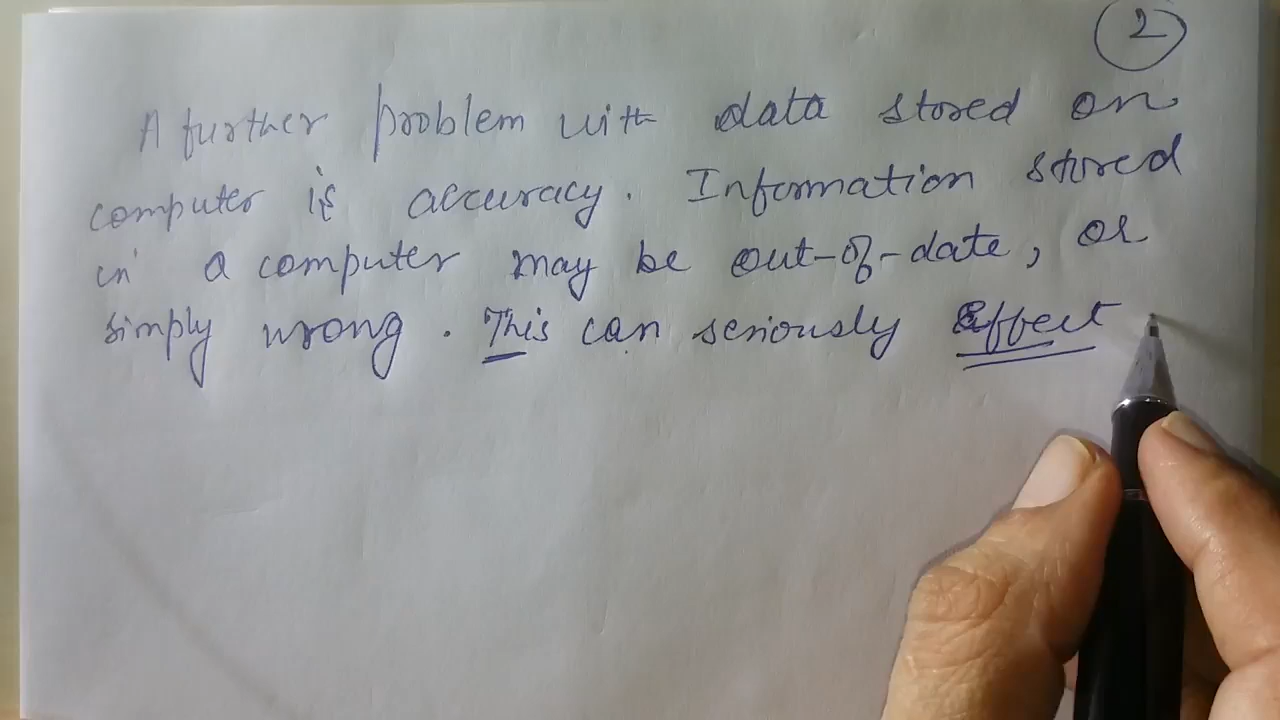 2
A further problem with data stored on
computer is accuracy. Information stored
in a computer may be out-of-date, or
simply wrong. This can seriously effect